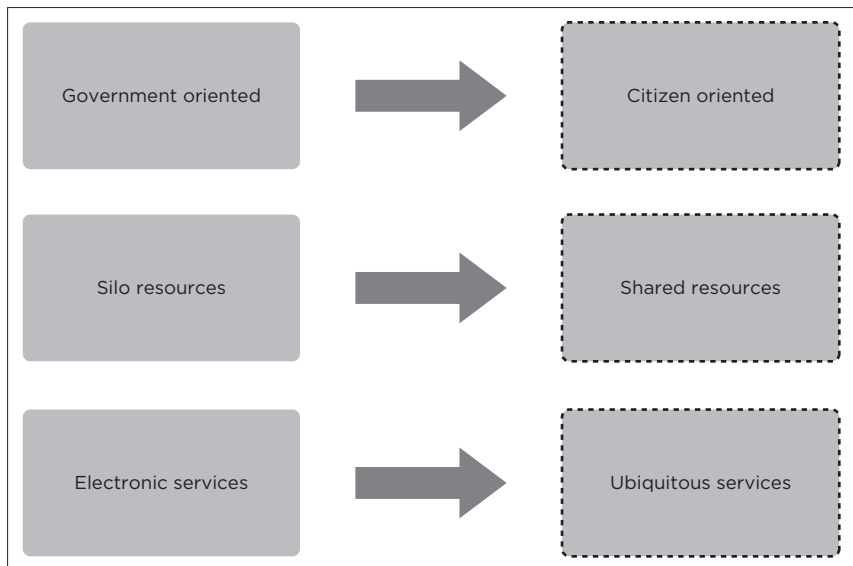 Government oriented
Citizen oriented
Silo resources
Shared resources
Electronic services
Ubiquitous services